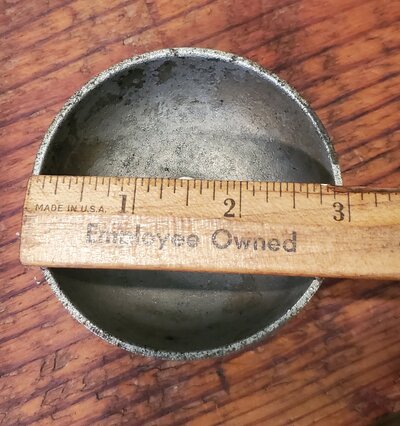 MADE IN U.S.A. 1 2 3
Employee Owned